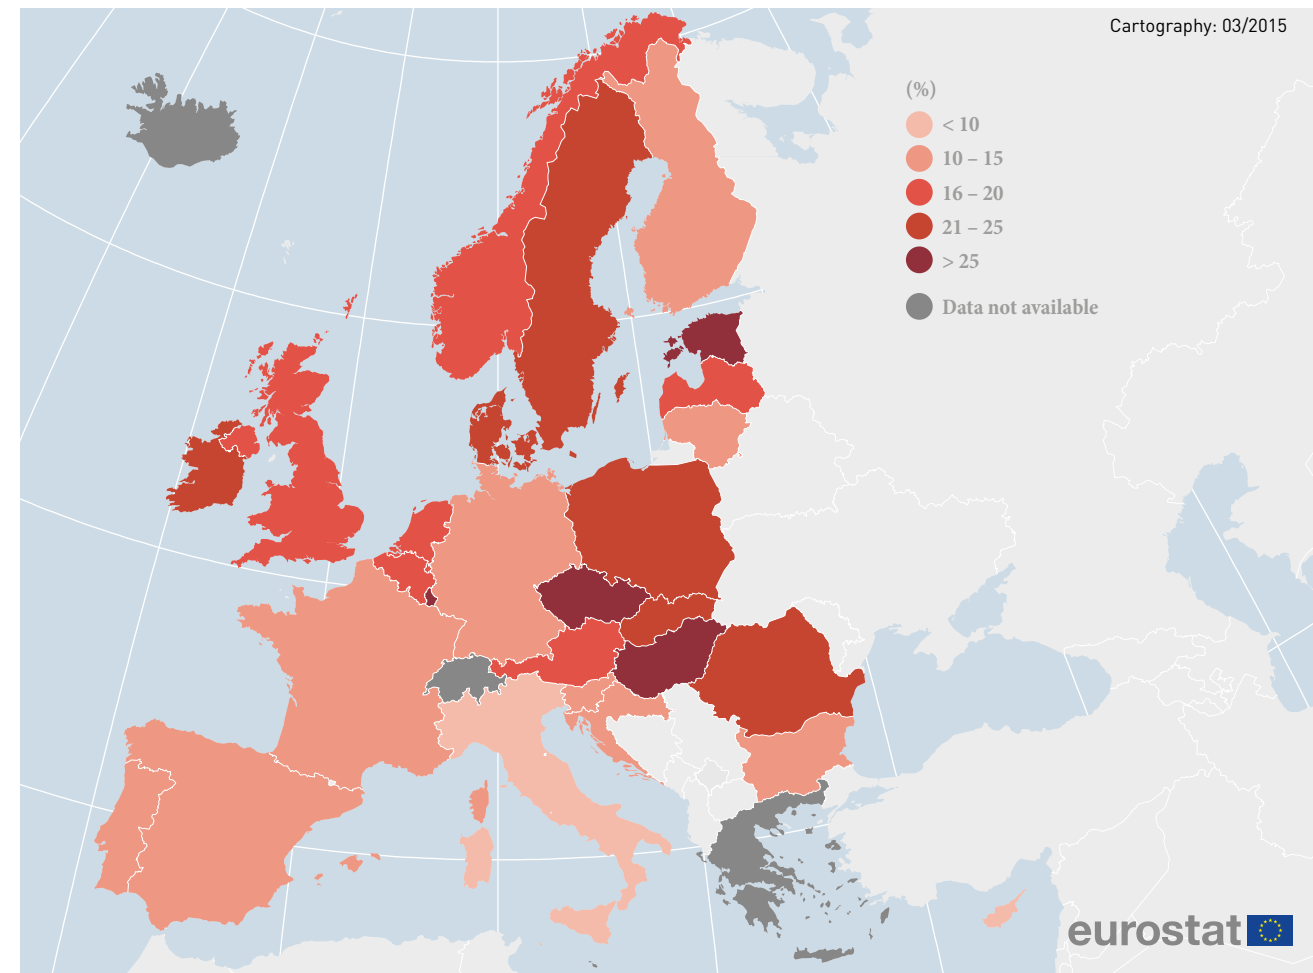 Cartography: 03/2015
(%)
< 10
10 – 15
16 – 20
21 – 25
> 25
Data not available
eurostat